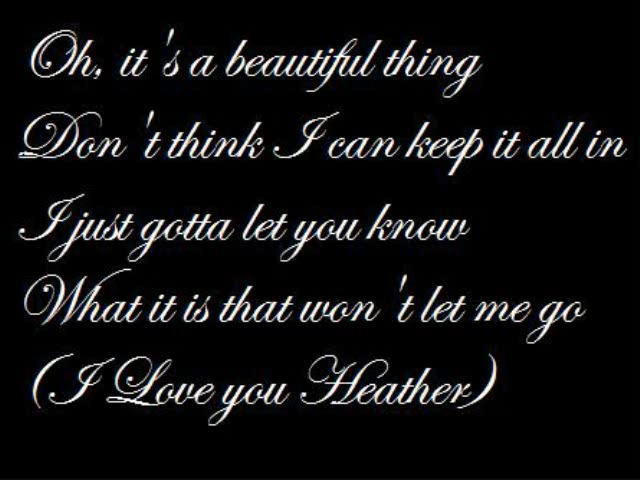 Oh, it's a beautiful thing
Don't think I can keep it all in
I just gotta let you know
What it is that won't let me go
(I Love you Heather)